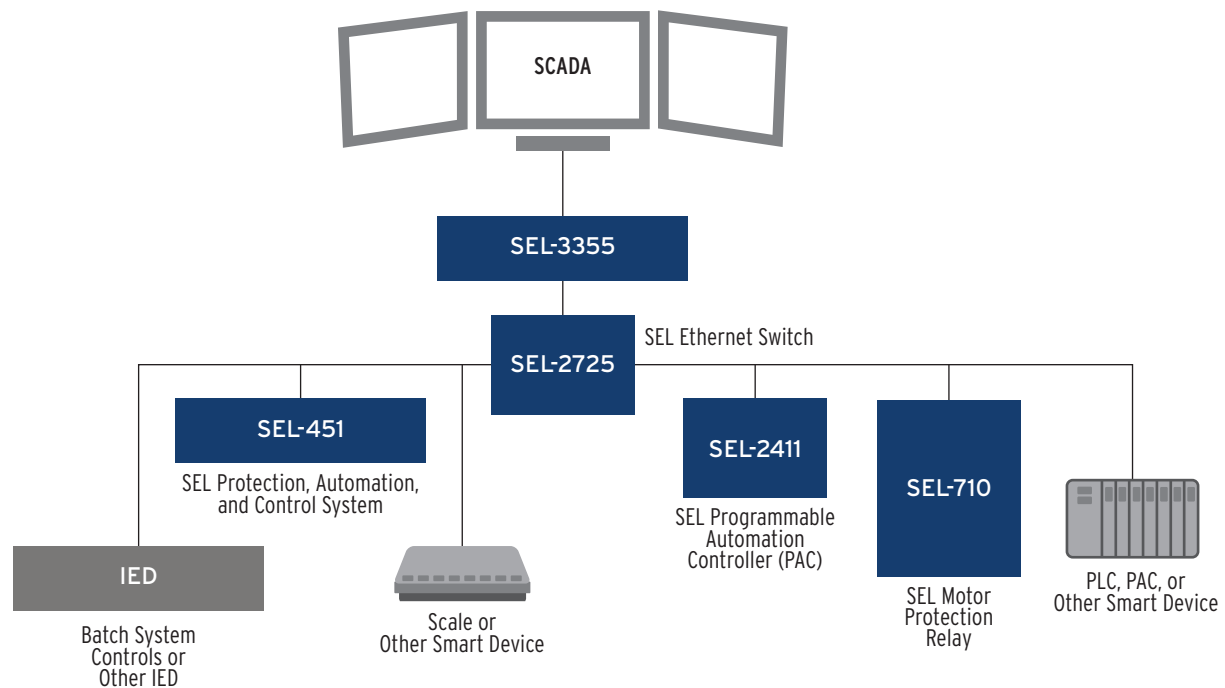 SCADA
SEL-3355
SEL Ethernet Switch
SEL-2725
SEL-451
SEL Protection, Automation,
and Control System
SEL-2411
SEL Programmable
Automation
Controller (PAC)
SEL-710
SEL Motor
Protection
Relay
IED
Batch System
Controls or
Other IED
Scale or
Other Smart Device
PLC, PAC, or
Other Smart Device